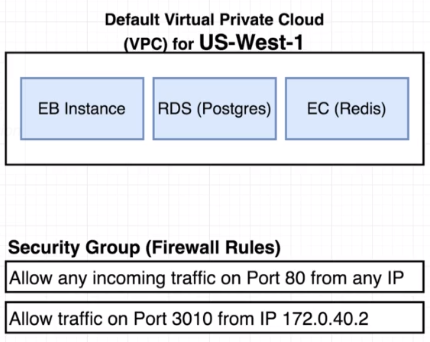 Default Virtual Private Cloud
(VPC) for US-West-1
EB Instance
RDS (Postgres)
EC (Redis)
Security Group (Firewall Rules)
Allow any incoming traffic on Port 80 from any IP
Allow traffic on Port 3010 from IP 172.0.40.2